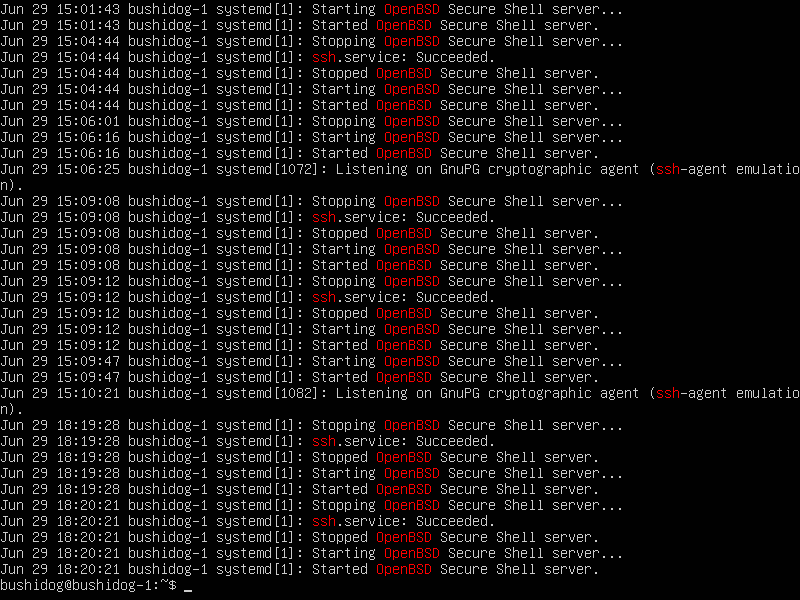 Jun 29 15:01:43 bushidog-1 systemd[1]: Starting OpenBSD Secure Shell server...
Jun 29 15:01:43 bushidog-1 systemd[1]: Started OpenBSD Secure Shell server.
Jun 29 15:04:44 bushidog-1 systemd[1]: Stopping OpenBSD Secure Shell server...
Jun 29 15:04:44 bushidog-1 systemd[1]: ssh.service: Succeeded.
Jun 29 15:04:44 bushidog-1 systemd[1]: Stopped OpenBSD Secure Shell server.
Jun 29 15:04:44 bushidog-1 systemd[1]: Starting OpenBSD Secure Shell server...
Jun 29 15:04:44 bushidog-1 systemd[1]: Started OpenBSD Secure Shell server.
Jun 29 15:06:01 bushidog-1 systemd[1]: Stopping OpenBSD Secure Shell server...
Jun 29 15:06:16 bushidog-1 systemd[1]: Starting OpenBSD Secure Shell server...
Jun 29 15:06:16 bushidog-1 systemd[1]: Started OpenBSD Secure Shell server.
Jun 29 15:06:25 bushidog-1 systemd[1072]: Listening on GnuPG cryptographic agent (ssh-agent emulatio
n).
Jun 29 15:09:08 bushidog-1 systemd[1]: Stopping OpenBSD Secure Shell server...
Jun 29 15:09:08 bushidog-1 systemd[1]: ssh.service: Succeeded.
Jun 29 15:09:08 bushidog-1 systemd[1]: Stopped OpenBSD Secure Shell server.
Jun 29 15:09:08 bushidog-1 systemd[1]: Starting OpenBSD Secure Shell server...
Jun 29 15:09:08 bushidog-1 systemd[1]: Started OpenBSD Secure Shell server.
Jun 29 15:09:12 bushidog-1 systemd[1]: Stopping OpenBSD Secure Shell server...
Jun 29 15:09:12 bushidog-1 systemd[1]: ssh.service: Succeeded.
Jun 29 15:09:12 bushidog-1 systemd[1]: Stopped OpenBSD Secure Shell server.
Jun 29 15:09:12 bushidog-1 systemd[1]: Starting OpenBSD Secure Shell server...
Jun 29 15:09:12 bushidog-1 systemd[1]: Started OpenBSD Secure Shell server.
Jun 29 15:09:47 bushidog-1 systemd[1]: Starting OpenBSD Secure Shell server...
Jun 29 15:09:47 bushidog-1 systemd[1]: Started OpenBSD Secure Shell server.
Jun 29 15:10:21 bushidog-1 systemd[1082]: Listening on GnuPG cryptographic agent (ssh-agent emulatio
n).
Jun 29 18:19:28 bushidog-1 systemd[1]: Stopping OpenBSD Secure Shell server...
Jun 29 18:19:28 bushidog-1 systemd[1]: ssh.service: Succeeded.
Jun 29 18:19:28 bushidog-1 systemd[1]: Stopped OpenBSD Secure Shell server.
Jun 29 18:19:28 bushidog-1 systemd[1]: Starting OpenBSD Secure Shell server...
Jun 29 18:19:28 bushidog-1 systemd[1]: Started OpenBSD Secure Shell server.
Jun 29 18:20:21 bushidog-1 systemd[1]: Stopping OpenBSD Secure Shell server...
Jun 29 18:20:21 bushidog-1 systemd[1]: ssh.service: Succeeded.
Jun 29 18:20:21 bushidog-1 systemd[1]: Stopped OpenBSD Secure Shell server.
Jun 29 18:20:21 bushidog-1 systemd[1]: Starting OpenBSD Secure Shell server...
Jun 29 18:20:21 bushidog-1 systemd[1]: Started OpenBSD Secure Shell server.
bushidog@bushidog-1:~$ _